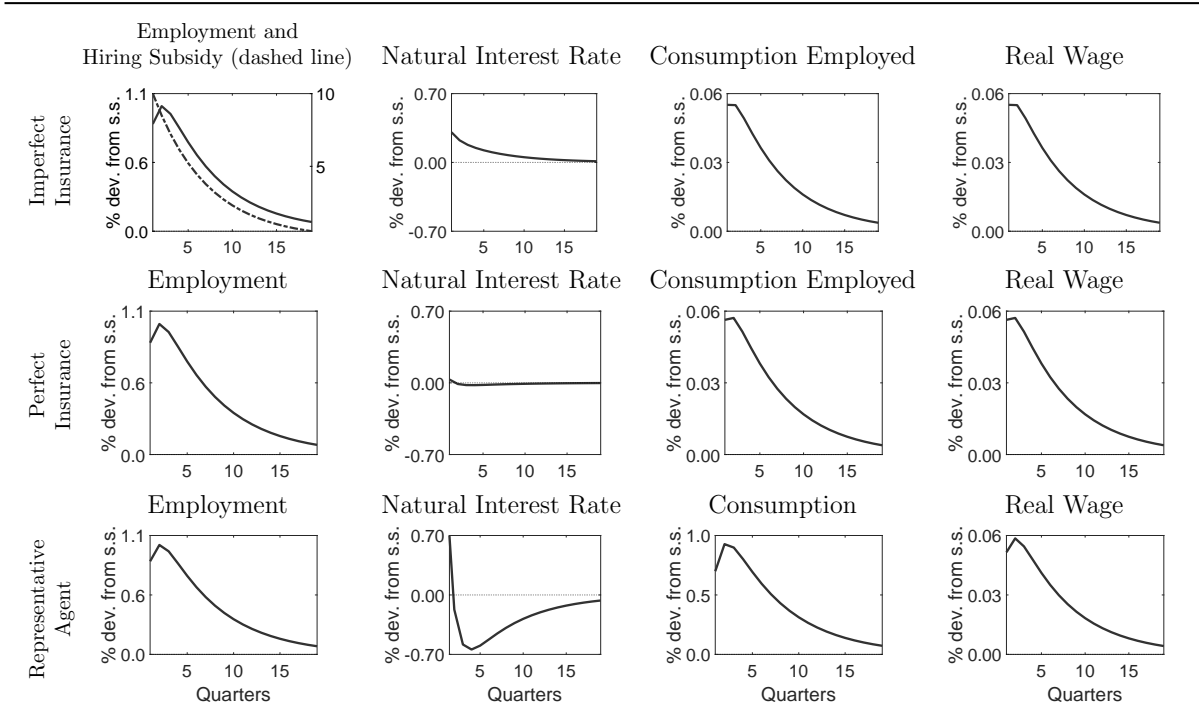 Employment and
Hiring Subsidy (dashed line)
Natural Interest Rate
Consumption Employed
Real Wage
Imperfect
Insurance
% dev. from s.s.
1.1
0.6
0.0
10
5
5 10 15
% dev. from s.s.
0.70
0.00
-0.70
5 10 15
% dev. from s.s.
0.06
0.03
0.00
5 10 15
% dev. from s.s.
0.06
0.03
0.00
5 10 15
Employment
Natural Interest Rate
Consumption Employed
Real Wage
Perfect
Insurance
% dev. from s.s.
1.1
0.6
0.0
5 10 15
% dev. from s.s.
0.70
0.00
-0.70
5 10 15
% dev. from s.s.
0.06
0.03
0.00
5 10 15
% dev. from s.s.
0.06
0.03
0.00
5 10 15
Employment
Natural Interest Rate
Consumption
Real Wage
Representative
Agent
% dev. from s.s.
1.1
0.6
0.0
5 10 15
Quarters
% dev. from s.s.
0.70
0.00
-0.70
5 10 15
Quarters
% dev. from s.s.
1.0
0.5
0.0
5 10 15
Quarters
% dev. from s.s.
0.06
0.03
0.00
5 10 15
Quarters